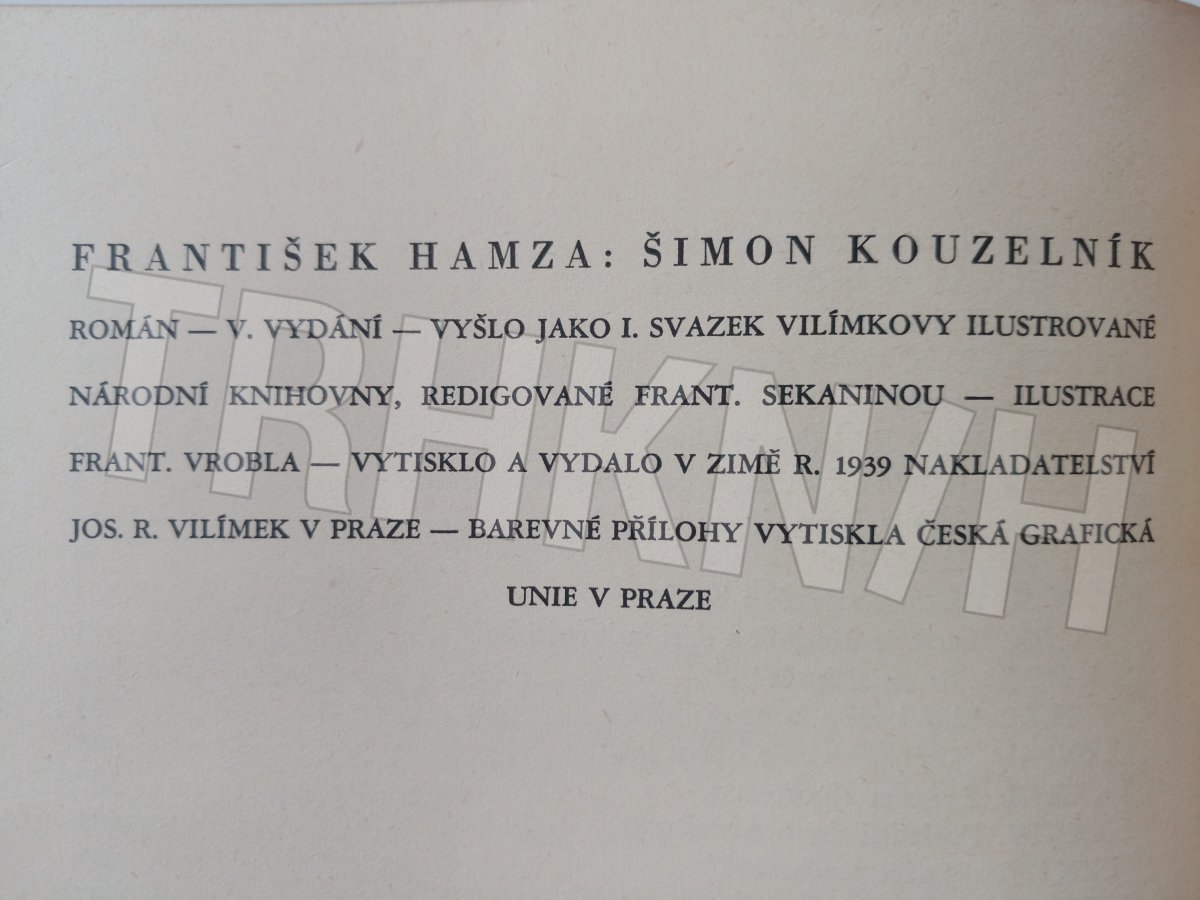 FRANTIŠEK HAMZA: ŠIMON KOUZELNÍK
ROMÁN — V. VYDÁNÍ — VYŠLO JAKO I. SVAZEK VILÍMKOVY ILUSTROVANÉ
NÁRODNÍ KNIHOVNY, REDIGOVANÉ FRANT. SEKANINOU — ILUSTRACE
FRANT. VROBLA — VYTISKLO A VYDALO V ZIMĚ R. 1939 NAKLADATELSTVÍ
JOS. R. VILÍMEK V PRAZE — BAREVNÉ PŘÍLOHY VYTISKLA ČESKÁ GRAFICKÁ
UNIE V PRAZE
TRHKNIH